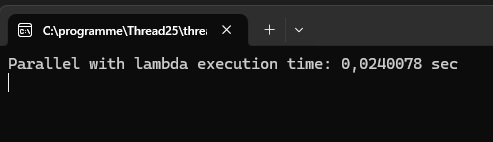 C:\programme\Thread25\threa
Parallel with lambda execution time: 0,0240078 sec